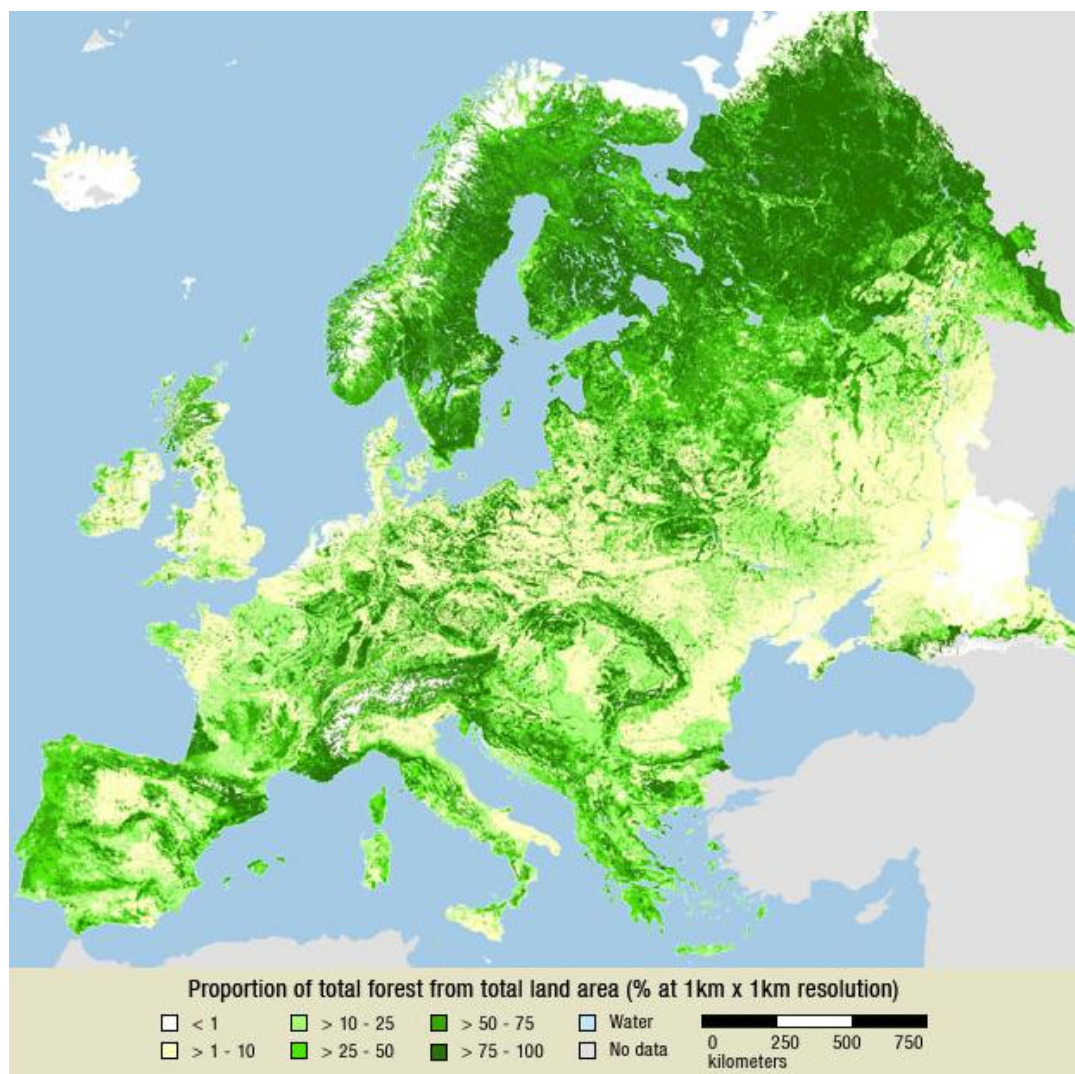 Proportion of total forest from total land area (% at 1km x 1km resolution)
< 1 > 10 - 25 > 50 - 75 Water
> 1 - 10 > 25 - 50 > 75 - 100 No data
0 250 500 750
kilometers